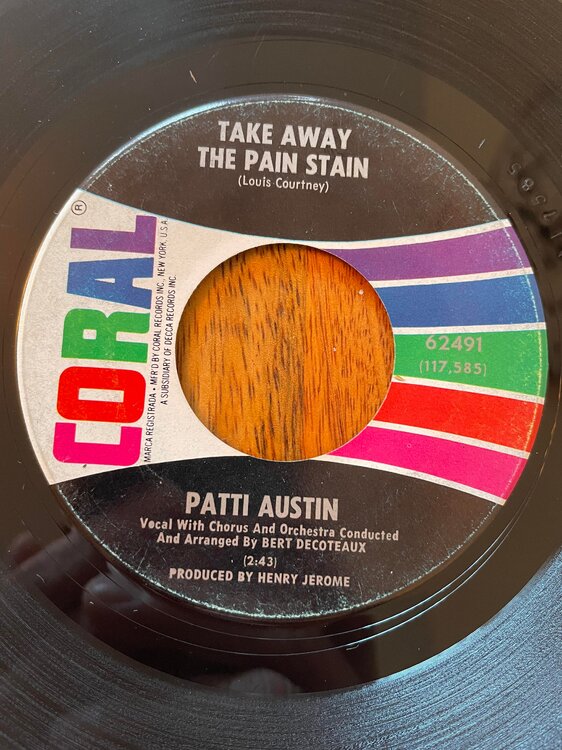 TAKE AWAY
THE PAIN STAIN
(Louis Courtney)
®
CORAL
MARCA REGISTRADA • MFR'D BY CORAL RECORDS INC., NEW YORK, U.S.A.
A SUBSIDIARY OF DECCA RECORDS INC.
62491
(117,585)
PATTI AUSTIN
Vocal With Chorus And Orchestra Conducted
And Arranged By BERT DECOTEAUX
(2:43)
PRODUCED BY HENRY JEROME